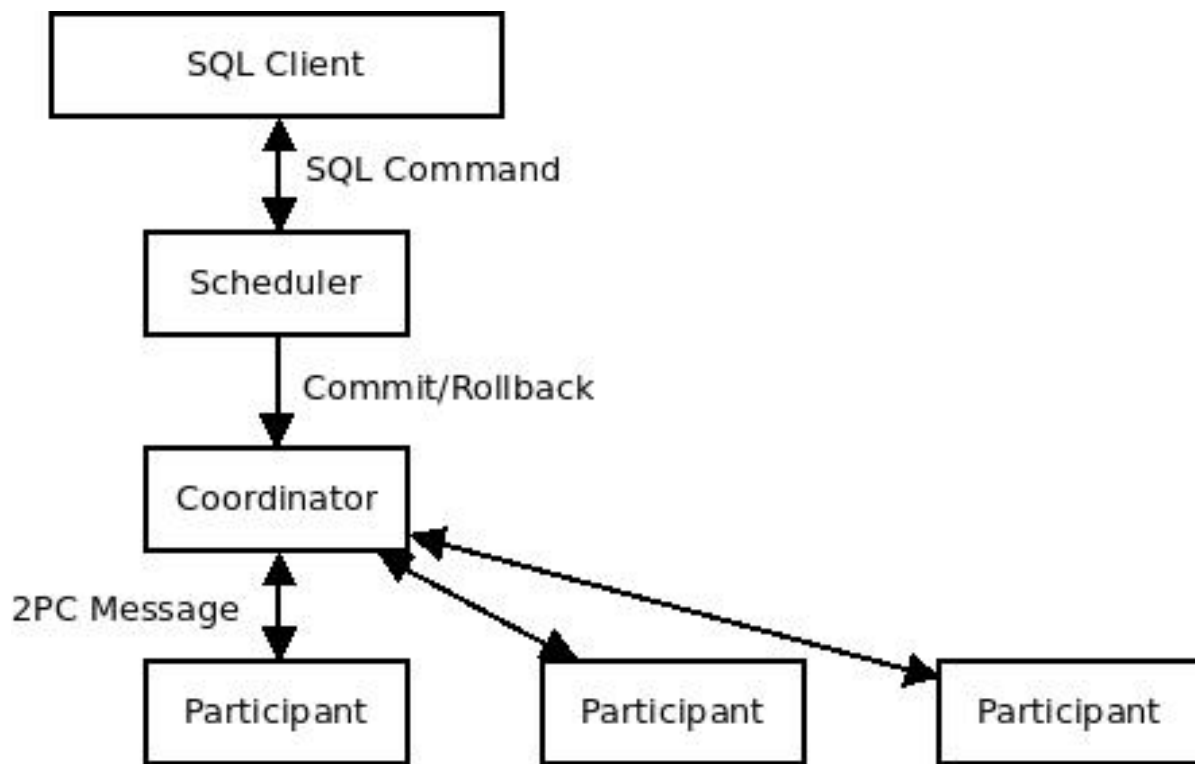 SQL Client
SQL Command
Scheduler
Commit/Rollback
Coordinator
2PC Message
Participant
Participant
Participant